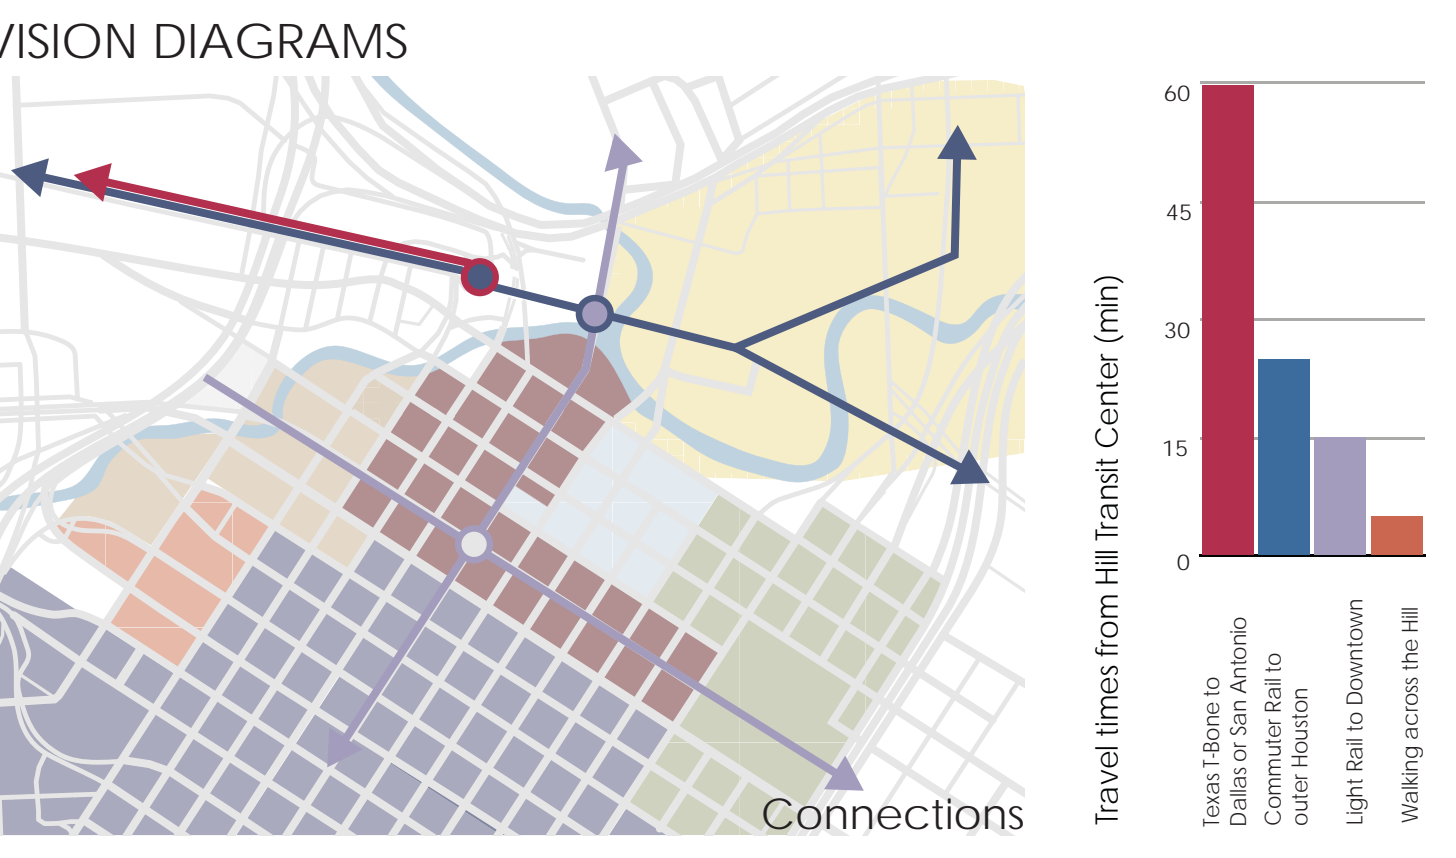 VISION DIAGRAMS
Connections
Travel times from Hill Transit Center (min)
60
45
30
15
0
Texas T-Bone to
Dallas or San Antonio
Commuter Rail to
outer Houston
Light Rail to Downtown
Walking across the Hill